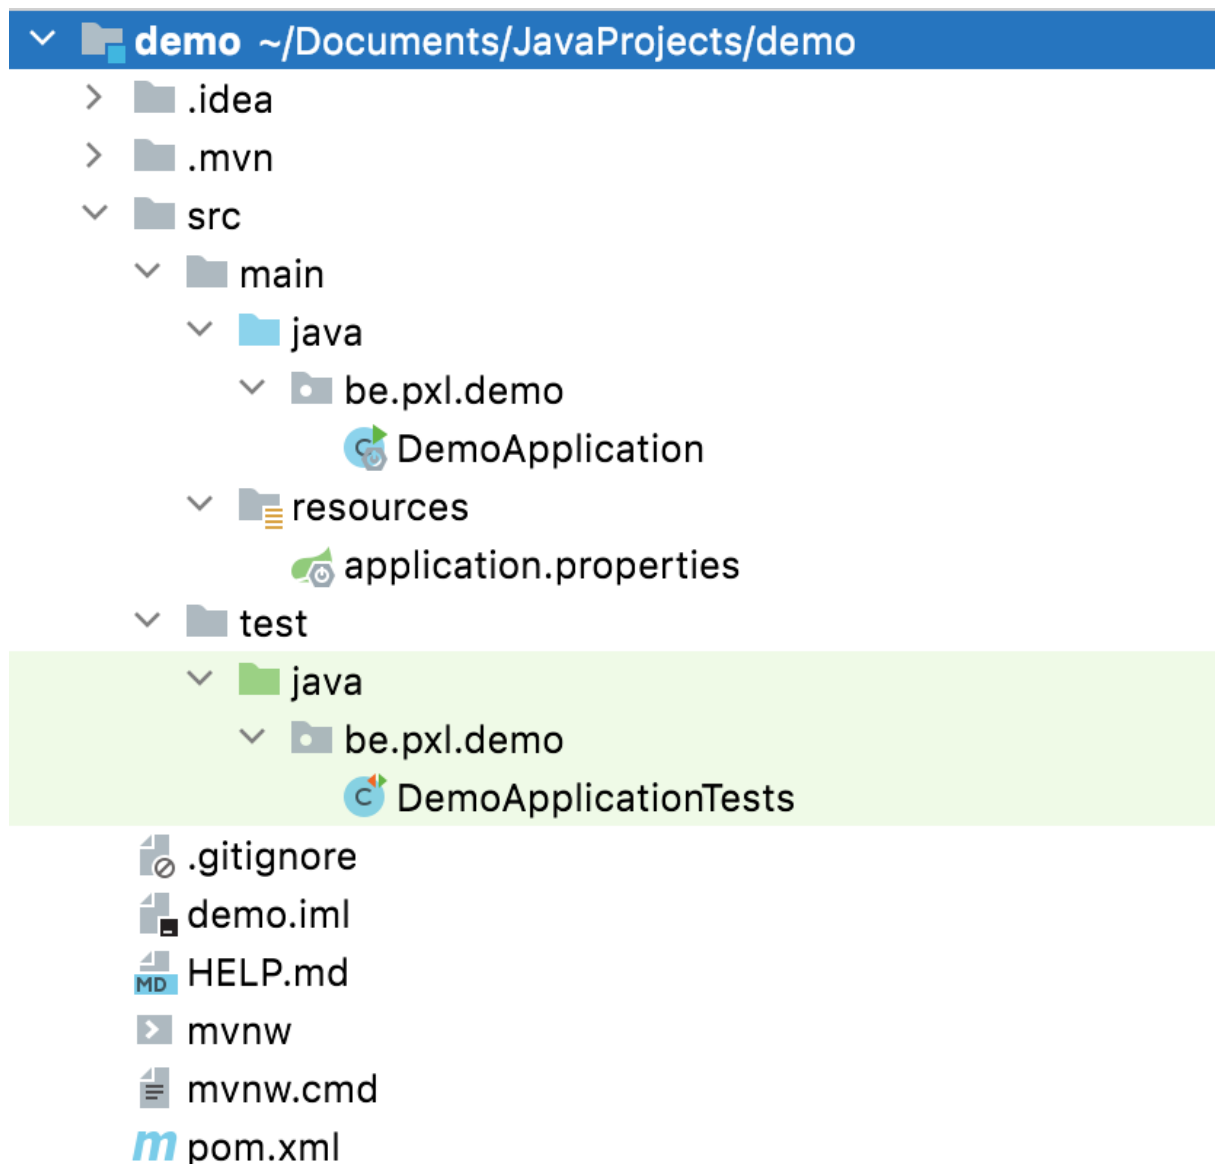 demo ~/Documents/JavaProjects/demo
.idea
.mvn
src
main
java
be.pxl.demo
C DemoApplication
resources
application.properties
test
java
be.pxl.demo
C DemoApplicationTests
.gitignore
demo.iml
MD HELP.md
mvnw
mvnw.cmd
m pom.xml